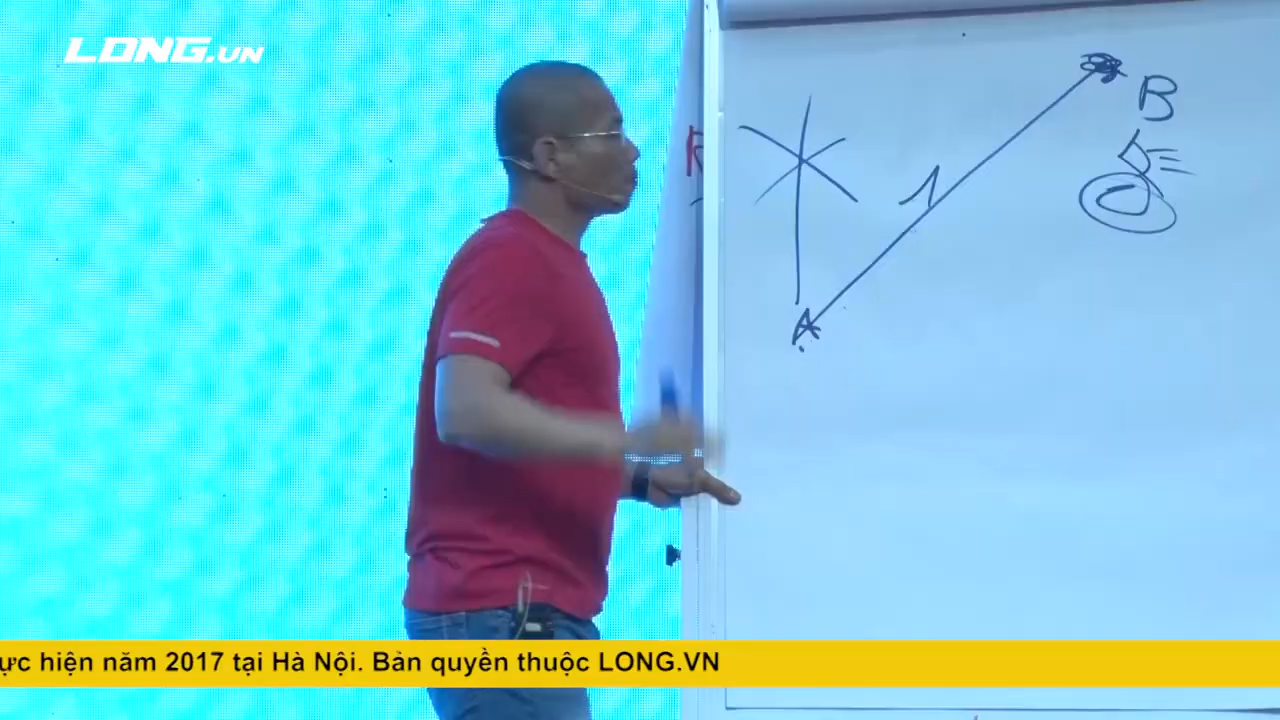 LONG.VN
B
1
A
ực hiện năm 2017 tại Hà Nội. Bản quyền thuộc LONG.VN